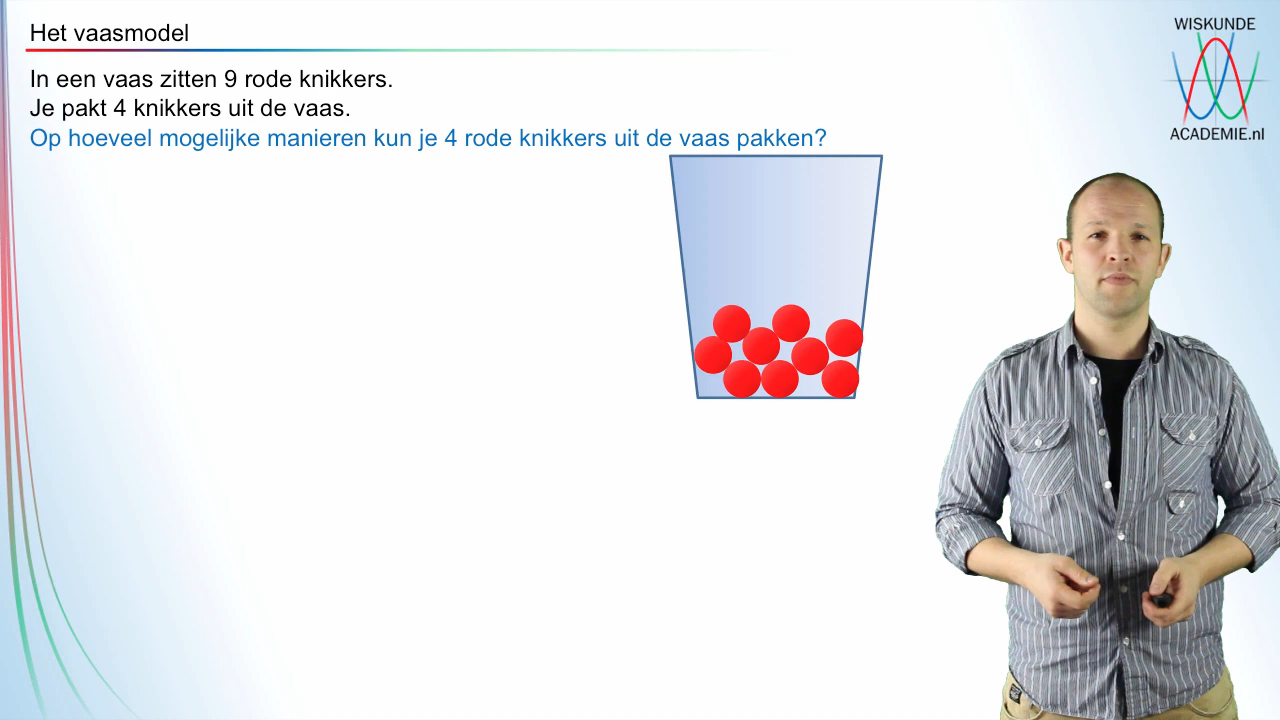 Het vaasmodel
In een vaas zitten 9 rode knikkers.
Je pakt 4 knikkers uit de vaas.
Op hoeveel mogelijke manieren kun je 4 rode knikkers uit de vaas pakken?
WISKUNDE
ACADEMIE.nl